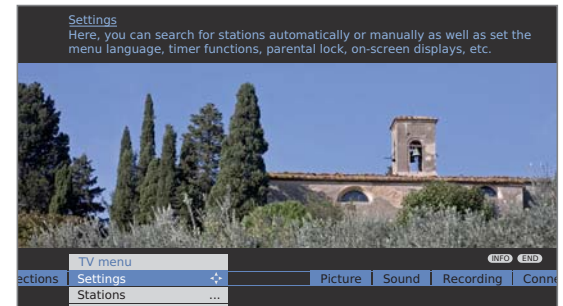 Settings
Here, you can search for stations automatically or manually as well as set the
menu language, timer functions, parental lock, on-screen displays, etc.
INFO END
TV menu
ections Settings Picture Sound Recording Conne
Stations ...